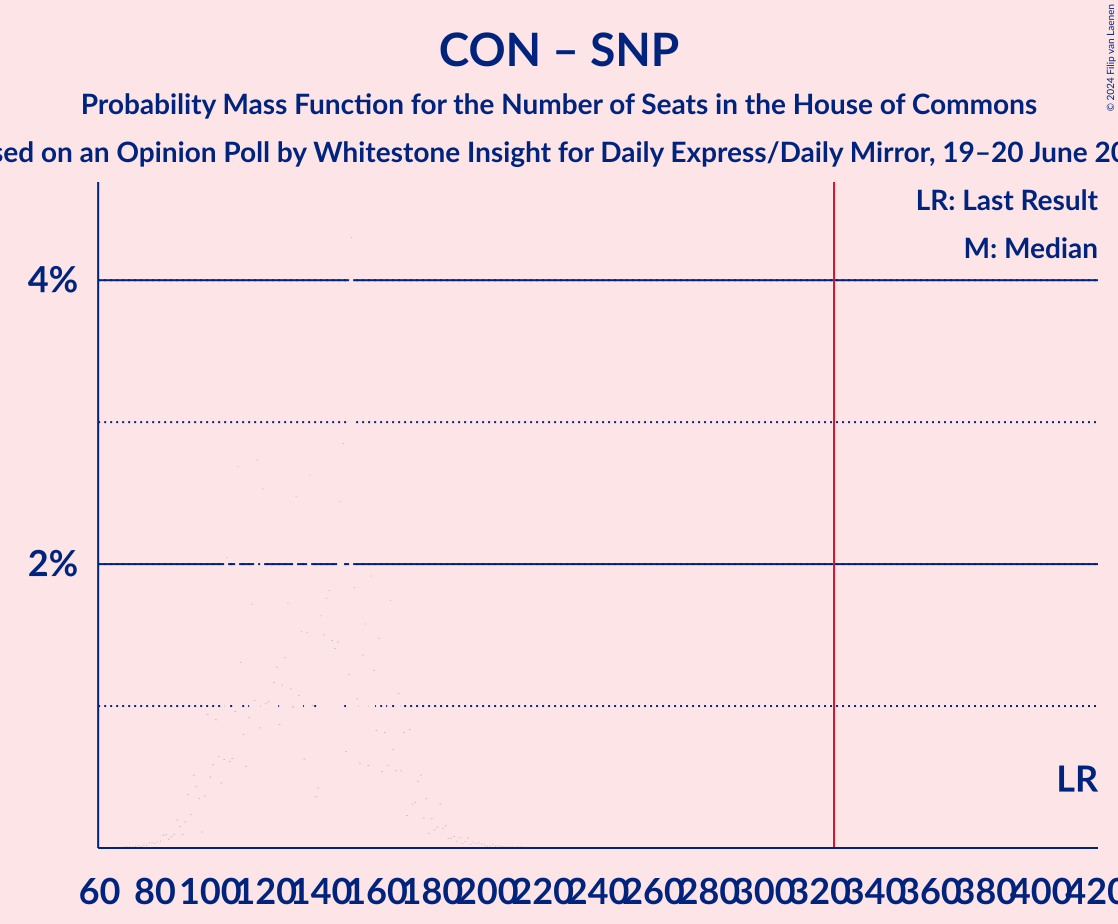 CON – SNP
Probability Mass Function for the Number of Seats in the House of Commons
on an Opinion Poll by Whitestone Insight for Daily Express/Daily Mirror, 19–20 June
© 2024 Filip van Laenen
LR: Last Result
M: Median
4%
2%
LR
60 80 100 120 140 160 180 200 220 240 260 280 300 320 340 360 380 400 420